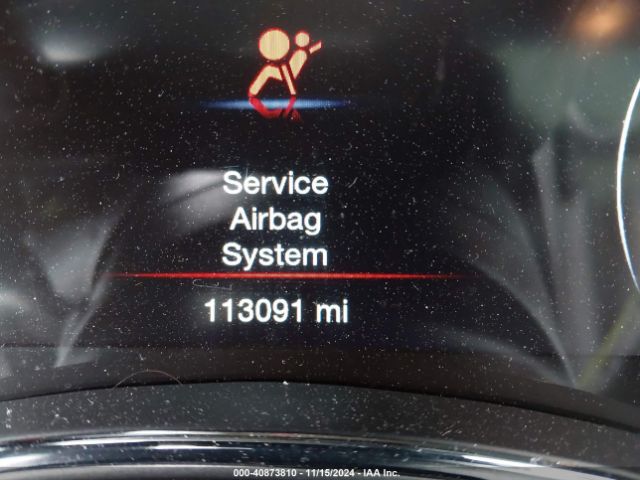 Service
Airbag
System
113091 mi
000-40873810 - 11/15/2024 - IAA Inc.